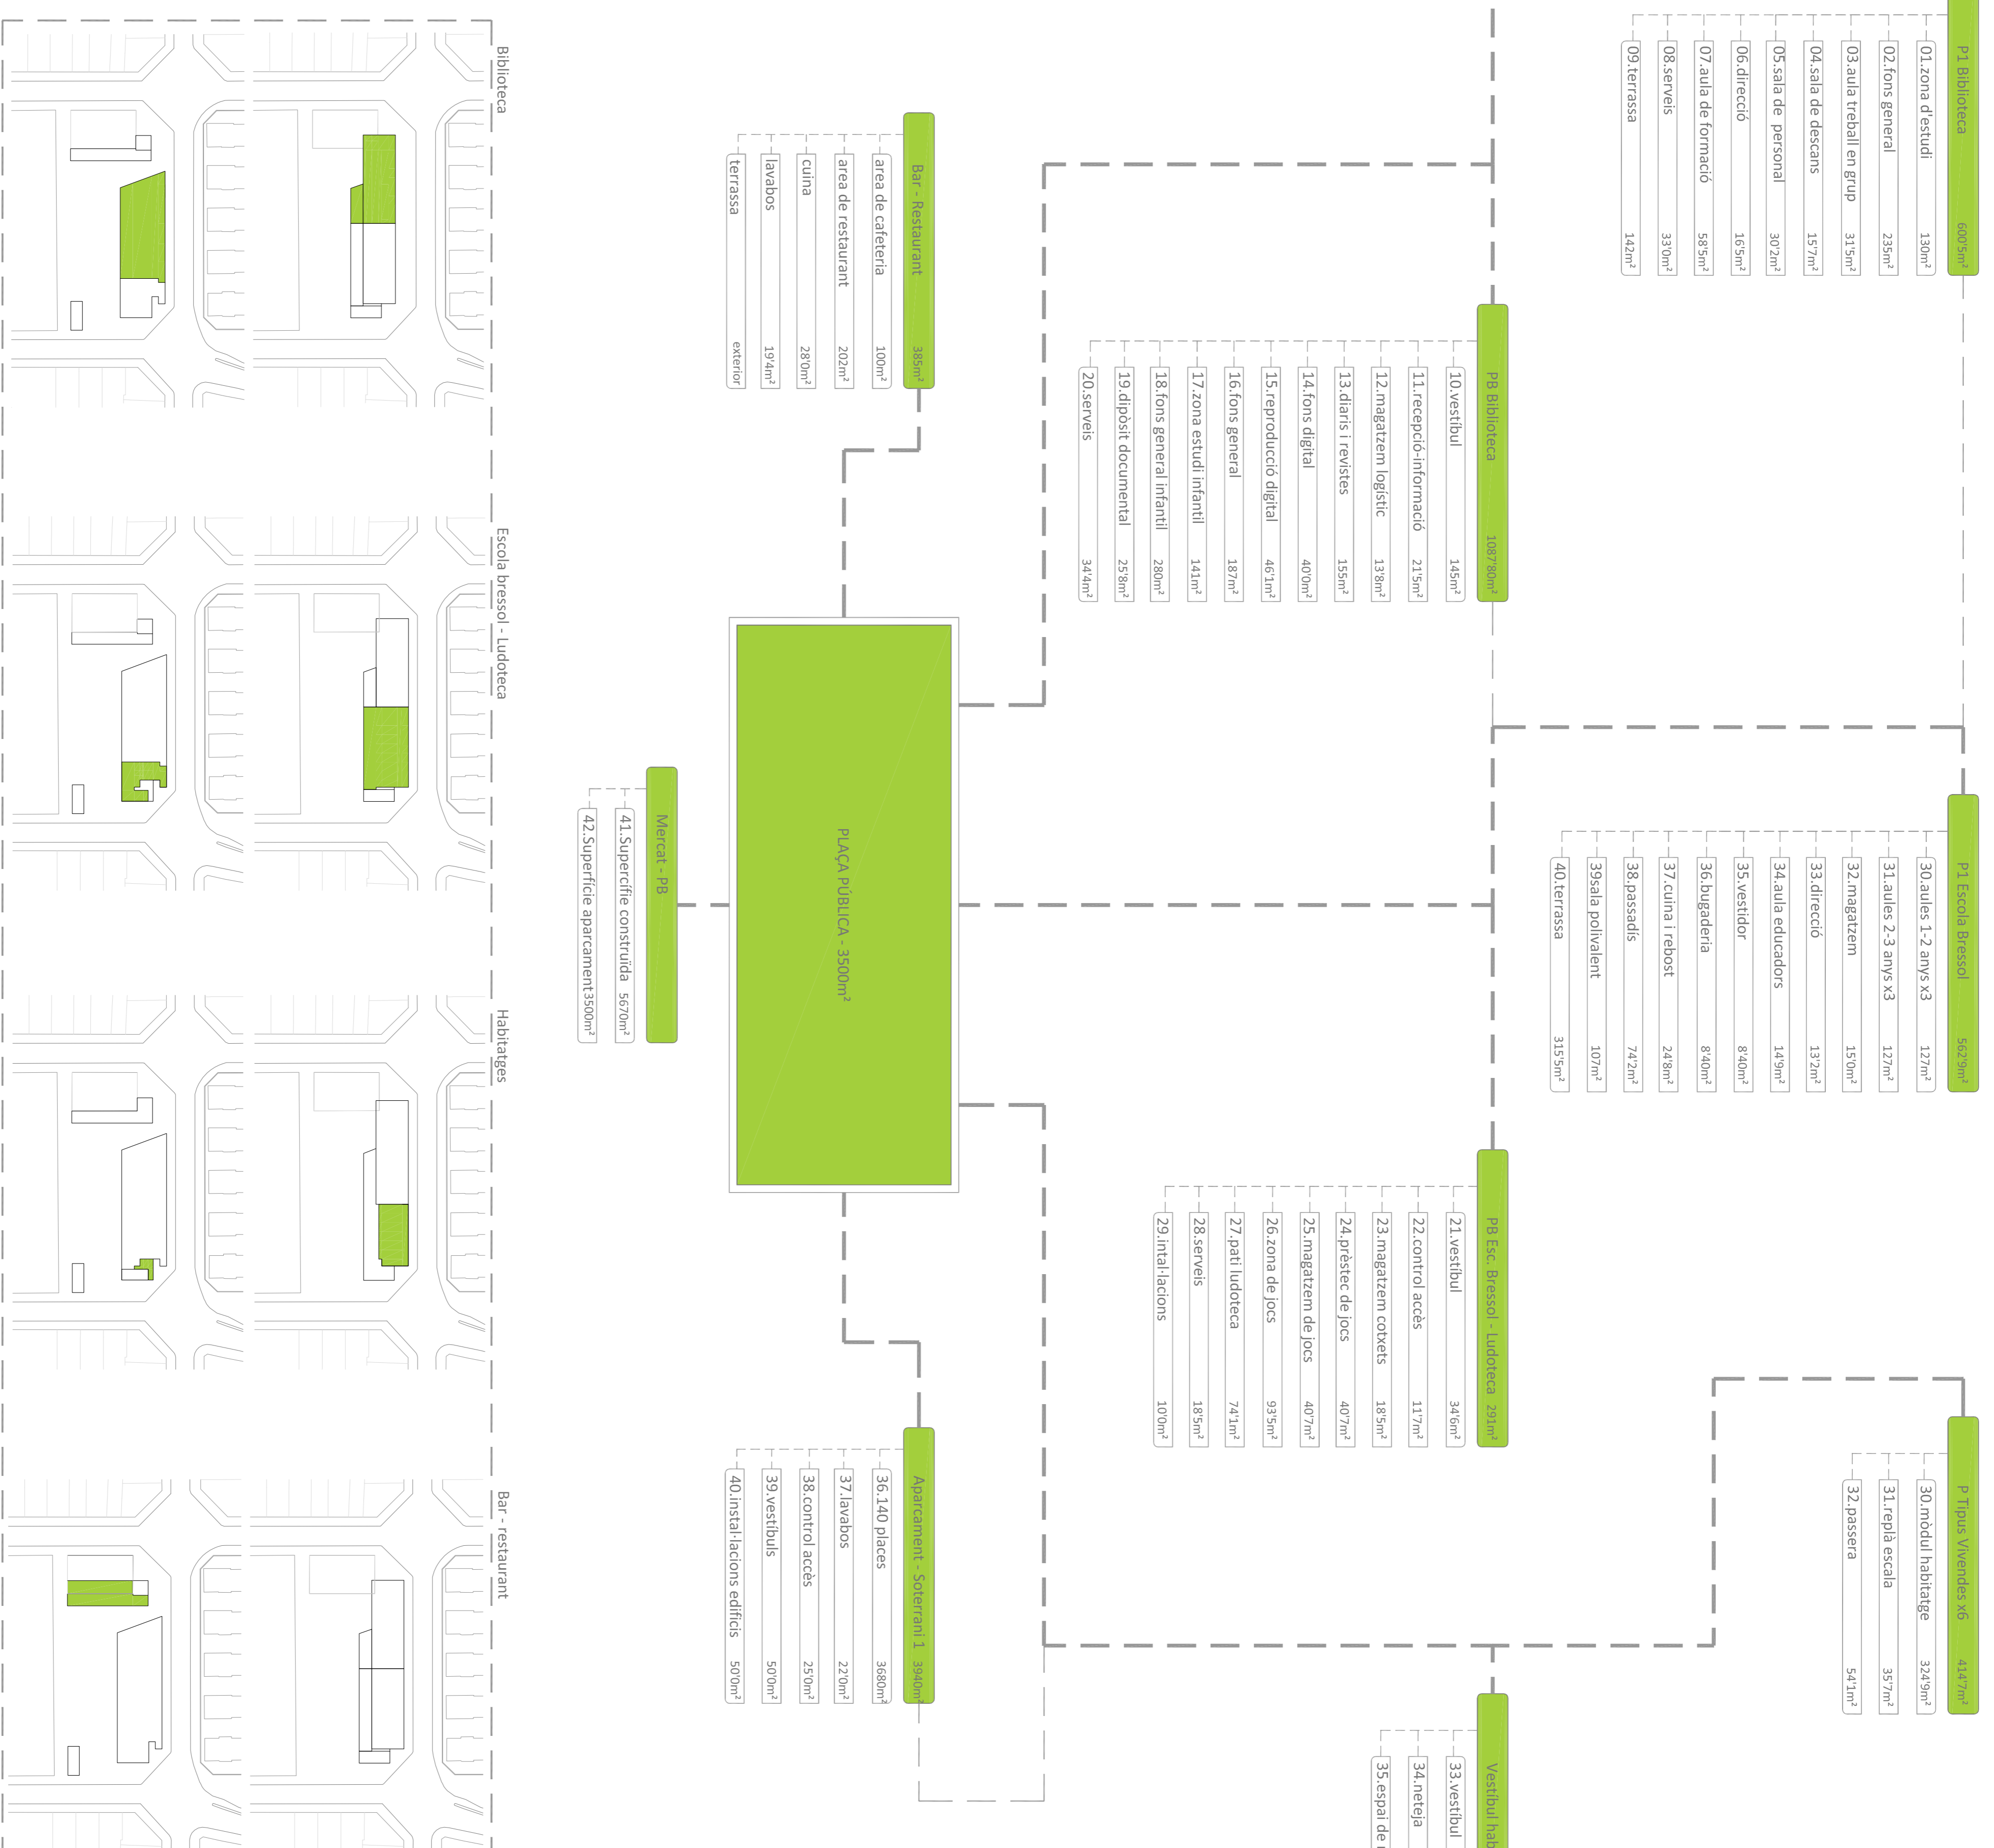 P1 Biblioteca 600'5m²
01.zona d'estudi 130m²
02.fons general 235m²
03.aula treball en grup 31'5m²
04.sala de descans 15'7m²
05.sala de personal 30'2m²
06.direcció 16'5m²
07.aula de formació 58'5m²
08.serveis 33'0m²
09.terrassa 142m²
P1 Escola Bressol 562'9m²
30.aules 1-2 anys x3 127m²
31.aules 2-3 anys x3 127m²
32.magatzem 15'0m²
33.direcció 13'2m²
34.aula educadors 14'9m²
35.vestidor 8'40m²
36.bugaderia 8'40m²
37.cuina i rebost 24'8m²
38.passadís 74'2m²
39sala polivalent 107m²
40.terrassa 315'5m²
P Tipus Vivendes x6 414'7m²
30.mòdul habitatge 324'9m²
31.replà escala 35'7m²
32.passera 54'1m²
PB Biblioteca 1087'80m²
10.vestíbul 145m²
11.recepció-informació 21'5m²
12.magatzem logístic 13'8m²
13.diaris i revistes 155m²
14.fons digital 40'0m²
15.reproducció digital 46'1m²
16.fons general 187m²
17.zona estudi infantil 141m²
18.fons general infantil 280m²
19.dipòsit documental 25'8m²
20.serveis 34'4m²
PB Esc. Bressol - Ludoteca 291m²
21.vestíbul 34'6m²
22.control accès 11'7m²
23.magatzem cotxets 18'5m²
24.prèstec de jocs 40'7m²
25.magatzem de jocs 40'7m²
26.zona de jocs 93'5m²
27.pati ludoteca 74'1m²
28.serveis 18'5m²
29.intal·lacions 10'0m²
Vestíbul hab
33.vestíbul
34.neteja
35.espai de
Bar - Restaurant 385m²
area de cafeteria 100m²
area de restaurant 202m²
cuina 28'0m²
lavabos 19'4m²
terrassa exterior
PLAÇA PÚBLICA - 3500m²
Aparcament - Soterrani 1 3940m²
36.140 places 3680m²
37.lavabos 22'0m²
38.control accès 25'0m²
39.vestíbuls 50'0m²
40.instal·lacions edificis 50'0m²
Mercat - PB
41.Supercífie construïda 5670m²
42.Superfície aparcament3500m²
Biblioteca
Escola bressol - Ludoteca
Habitatges
Bar - restaurant